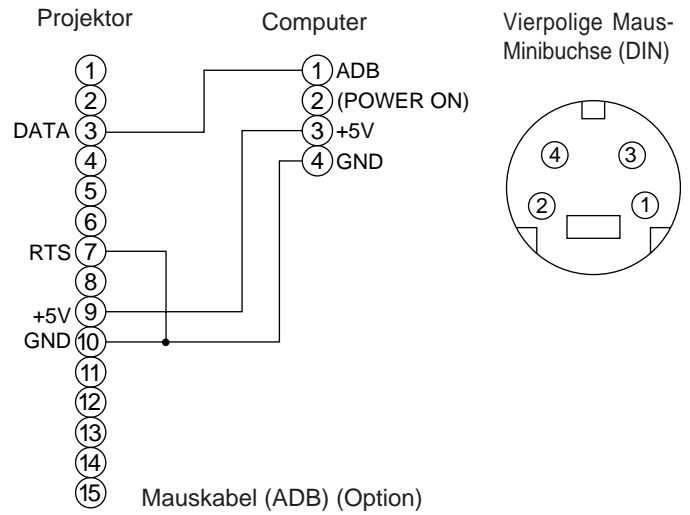 Projektor
Computer
1
2
DATA 3
4
5
6
RTS 7
8
+5V 9
GND 10
11
12
13
14
15
1 ADB
2 (POWER ON)
3 +5V
4 GND
Mauskabel (ADB) (Option)
Vierpolige Maus-
Minibuchse (DIN)
4 3
2 1